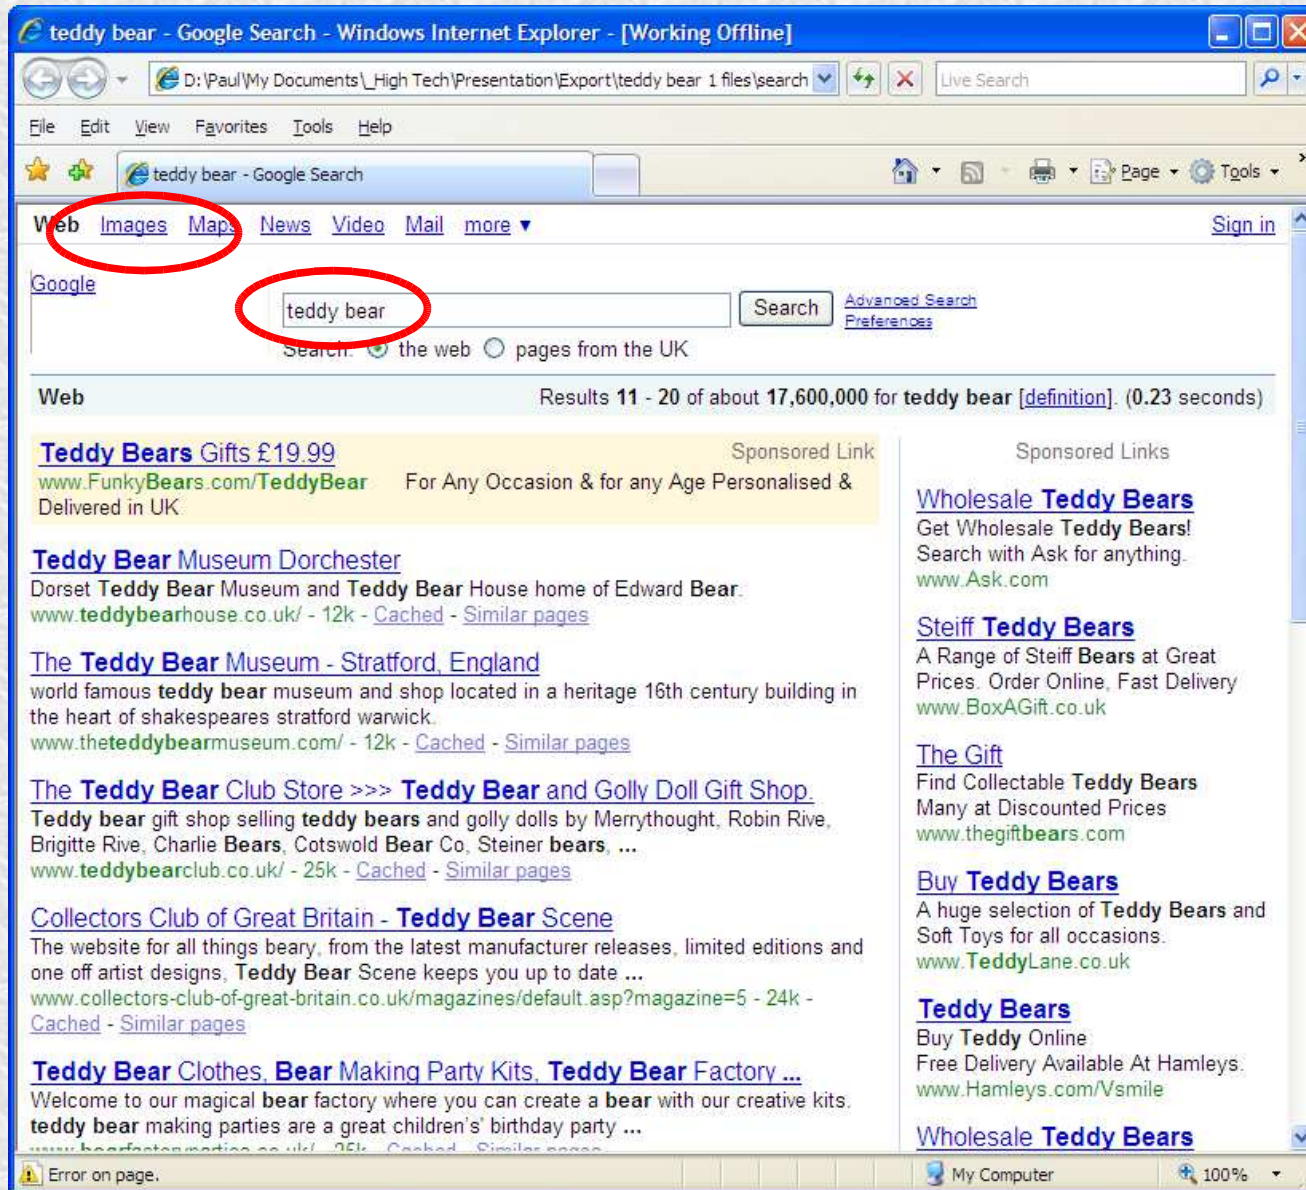 teddy bear - Google Search - Windows Internet Explorer - [Working Offline]
D:\Paul\My Documents\_High Tech\Presentation\Export\teddy bear 1 files\search
Live Search
File Edit View Favorites Tools Help
teddy bear - Google Search
Page Tools
Web Images Maps News Video Mail more ▼
Sign in
Google
teddy bear
Search
Advanced Search
Preferences
Search: the web pages from the UK
Web
Results 11 - 20 of about 17,600,000 for teddy bear [definition]. (0.23 seconds)
Teddy Bears Gifts £19.99
Sponsored Link
www.FunkyBears.com/TeddyBear For Any Occasion & for any Age Personalised &
Delivered in UK
Teddy Bear Museum Dorchester
Dorset Teddy Bear Museum and Teddy Bear House home of Edward Bear.
www.teddybearhouse.co.uk/ - 12k - Cached - Similar pages
The Teddy Bear Museum - Stratford, England
world famous teddy bear museum and shop located in a heritage 16th century building in
the heart of shakespeares stratford warwick.
www.theteddybearmuseum.com/ - 12k - Cached - Similar pages
The Teddy Bear Club Store >>> Teddy Bear and Golly Doll Gift Shop.
Teddy bear gift shop selling teddy bears and golly dolls by Merrythought, Robin Rive,
Brigitte Rive, Charlie Bears, Cotswold Bear Co, Steiner bears, ...
www.teddybearclub.co.uk/ - 25k - Cached - Similar pages
Collectors Club of Great Britain - Teddy Bear Scene
The website for all things beary, from the latest manufacturer releases, limited editions and
one off artist designs, Teddy Bear Scene keeps you up to date ...
www.collectors-club-of-great-britain.co.uk/magazines/default.asp?magazine=5 - 24k -
Cached - Similar pages
Teddy Bear Clothes, Bear Making Party Kits, Teddy Bear Factory ...
Welcome to our magical bear factory where you can create a bear with our creative kits.
teddy bear making parties are a great children's' birthday party ...
www.bearfactoryparties.co.uk/ - 25k - Cached - Similar pages
Sponsored Links
Wholesale Teddy Bears
Get Wholesale Teddy Bears!
Search with Ask for anything.
www.Ask.com
Steiff Teddy Bears
A Range of Steiff Bears at Great
Prices. Order Online, Fast Delivery
www.BoxAGift.co.uk
The Gift
Find Collectable Teddy Bears
Many at Discounted Prices
www.thegiftbears.com
Buy Teddy Bears
A huge selection of Teddy Bears and
Soft Toys for all occasions.
www.TeddyLane.co.uk
Teddy Bears
Buy Teddy Online
Free Delivery Available At Hamleys.
www.Hamleys.com/Vsmile
Wholesale Teddy Bears
Error on page.
My Computer
100%